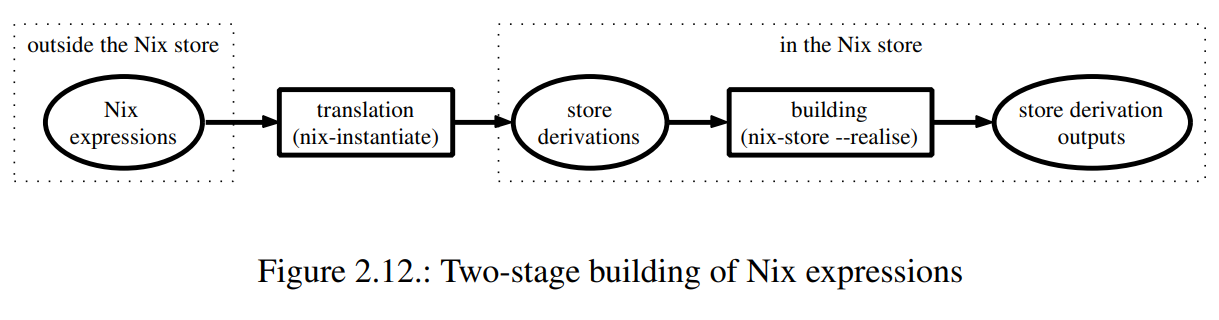 outside the Nix store
in the Nix store
Nix
expressions
translation
(nix-instantiate)
store
derivations
building
(nix-store --realise)
store derivation
outputs
Figure 2.12.: Two-stage building of Nix expressions